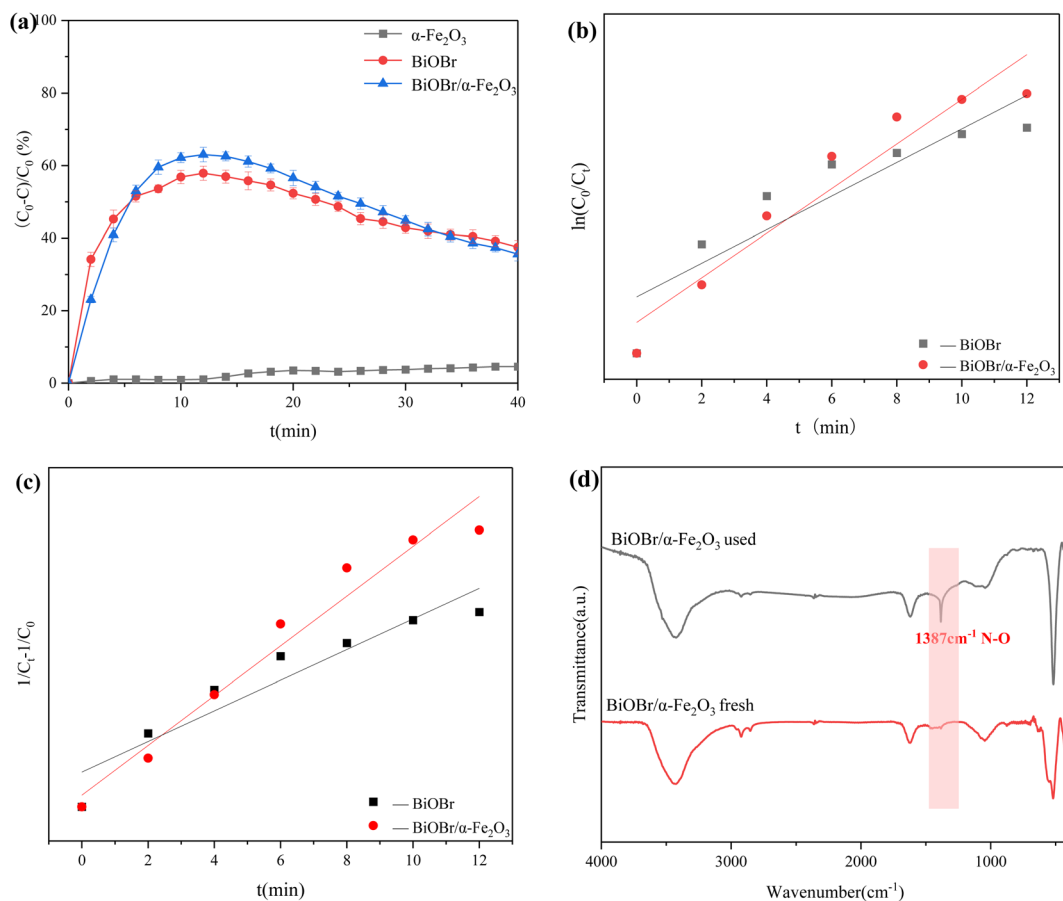 (a)
α-Fe₂O₃
BiOBr
BiOBr/α-Fe₂O₃
(C₀-C)/C₀ (%)
100
80
60
40
20
0
0 10 20 30 40
t(min)
(b)
ln(C₀/Cₜ)
— BiOBr
— BiOBr/α-Fe₂O₃
0 2 4 6 8 10 12
t (min)
(c)
1/Cₜ-1/C₀
— BiOBr
— BiOBr/α-Fe₂O₃
0 2 4 6 8 10 12
t(min)
(d)
Transmittance(a.u.)
BiOBr/α-Fe₂O₃ used
1387cm⁻¹ N-O
BiOBr/α-Fe₂O₃ fresh
4000 3000 2000 1000
Wavenumber(cm⁻¹)